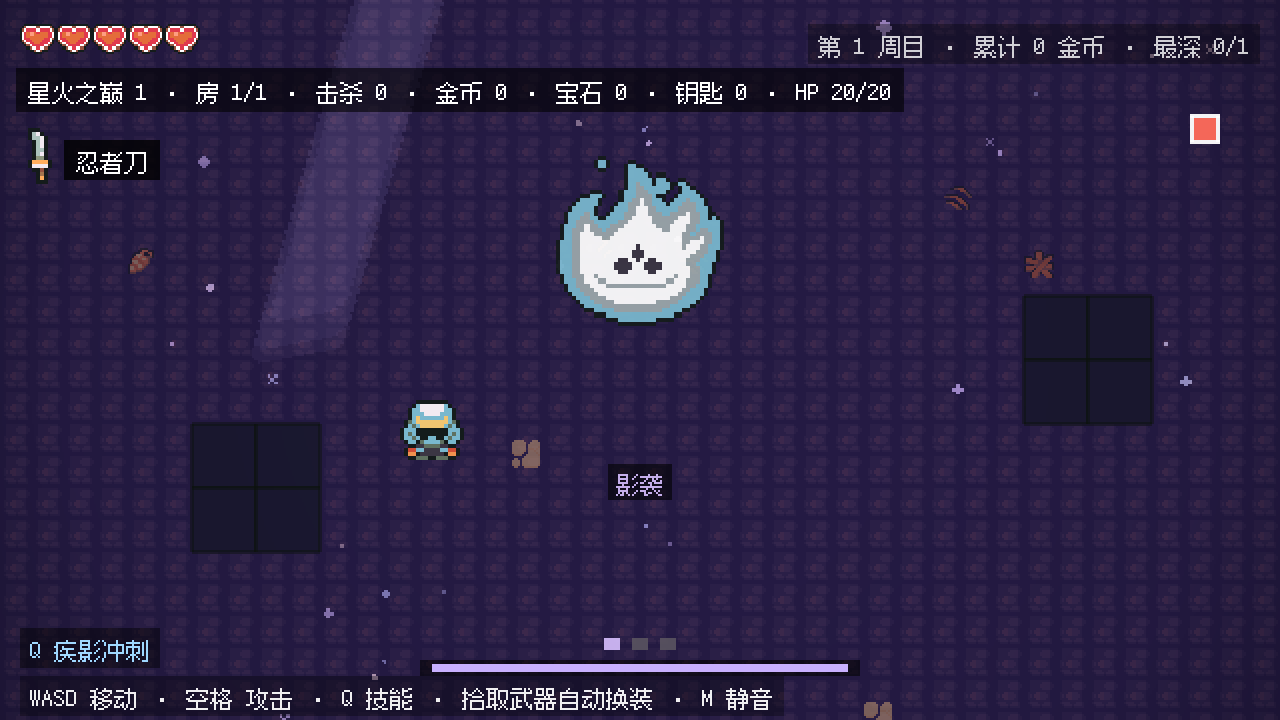 第 1 周目 · 累计 0 金币 · 最深 0/1
星火之巅 1 · 房 1/1 · 击杀 0 · 金币 0 · 宝石 0 · 钥匙 0 · HP 20/20
忍者刀
影袭
Q 疾影冲刺
WASD 移动 · 空格 攻击 · Q 技能 · 拾取武器自动换装 · M 静音